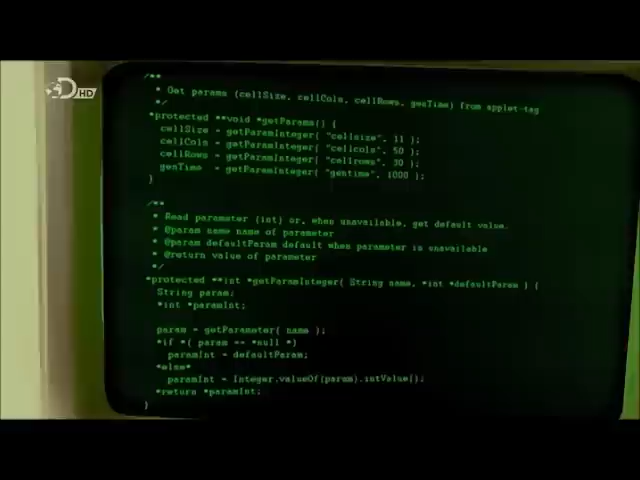 D HD
/**
* Get params (cellSize, cellCols, cellRows, genTime) from applet-tag
*/
*protected **void *getParams() {
cellSize = getParamInteger( "cellsize", 11 );
cellCols = getParamInteger( "cellcols", 50 );
cellRows = getParamInteger( "cellrows", 30 );
genTime = getParamInteger( "gentime", 1000 );
}
/**
* Read parameter (int) or, when unavailable, get default value.
* @param name name of parameter
* @param defaultParam default when parameter is unavailable
* @return value of parameter
*/
*protected **int *getParamInteger( String name, *int *defaultParam ) {
String param;
*int *paramInt;
param = getParameter( name );
*if *( param == *null *)
paramInt = defaultParam;
*else*
paramInt = Integer.valueOf(param).intValue();
*return *paramInt;
}